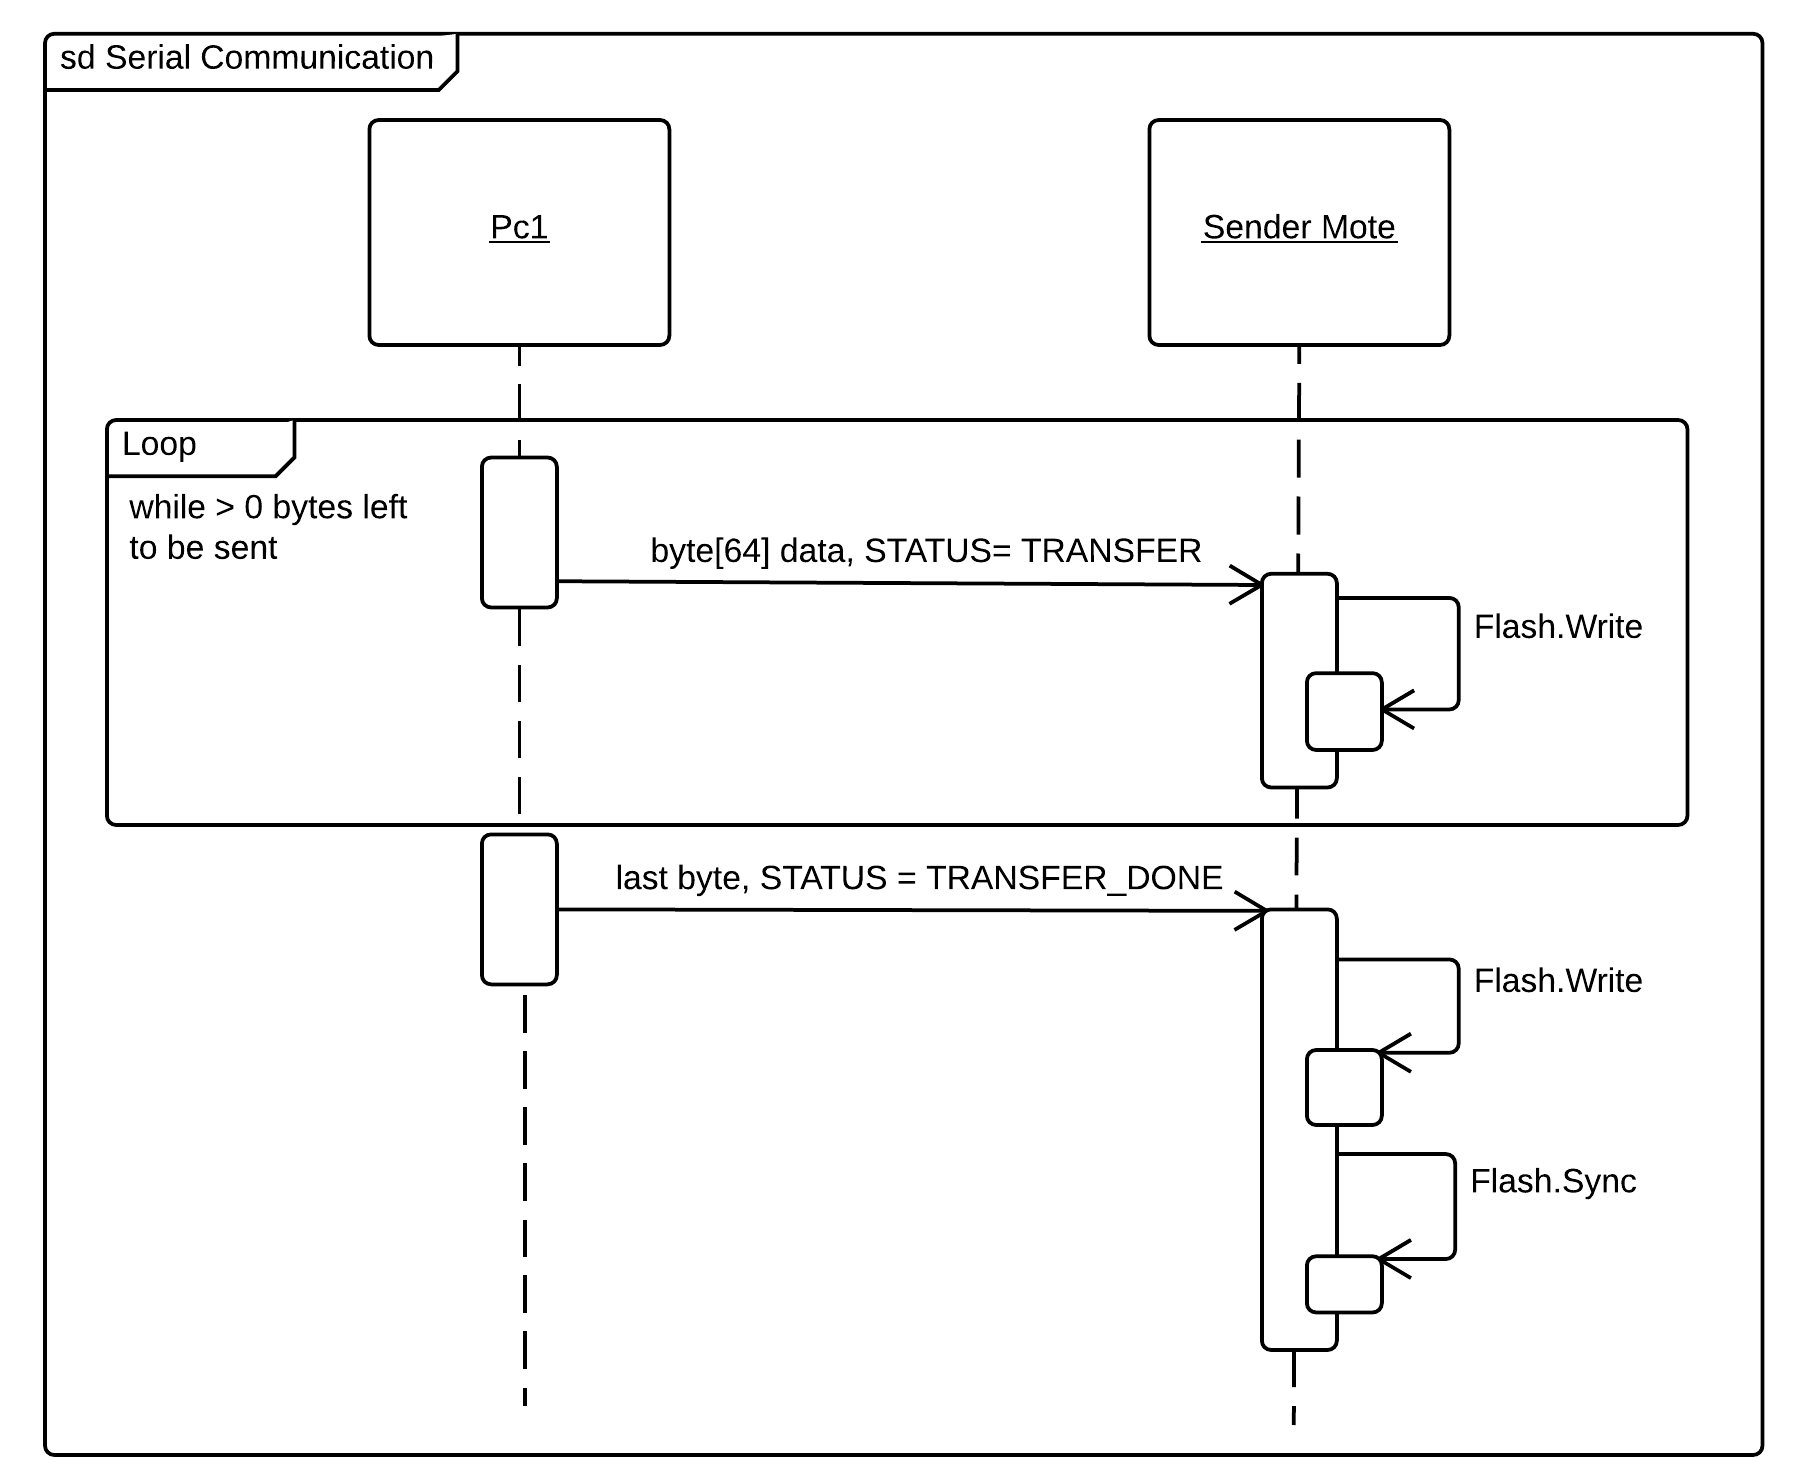 sd Serial Communication
Pc1
Sender Mote
Loop
while > 0 bytes left
to be sent
byte[64] data, STATUS= TRANSFER
Flash.Write
last byte, STATUS = TRANSFER_DONE
Flash.Write
Flash.Sync